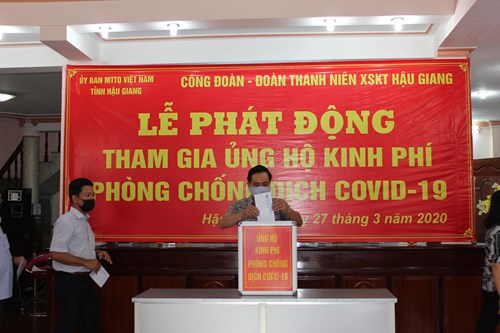 ỦY BAN MTTQ VIỆT NAM
TỈNH HẬU GIANG
CÔNG ĐOÀN - ĐOÀN THANH NIÊN XSKT HẬU GIANG
LỄ PHÁT ĐỘNG
THAM GIA ỦNG HỘ KINH PHÍ
PHÒNG CHỐNG DỊCH COVID-19
27 tháng 3 năm 2020
ỦNG HỘ
KINH PHÍ
PHÒNG CHỐNG
DỊCH COVID-19